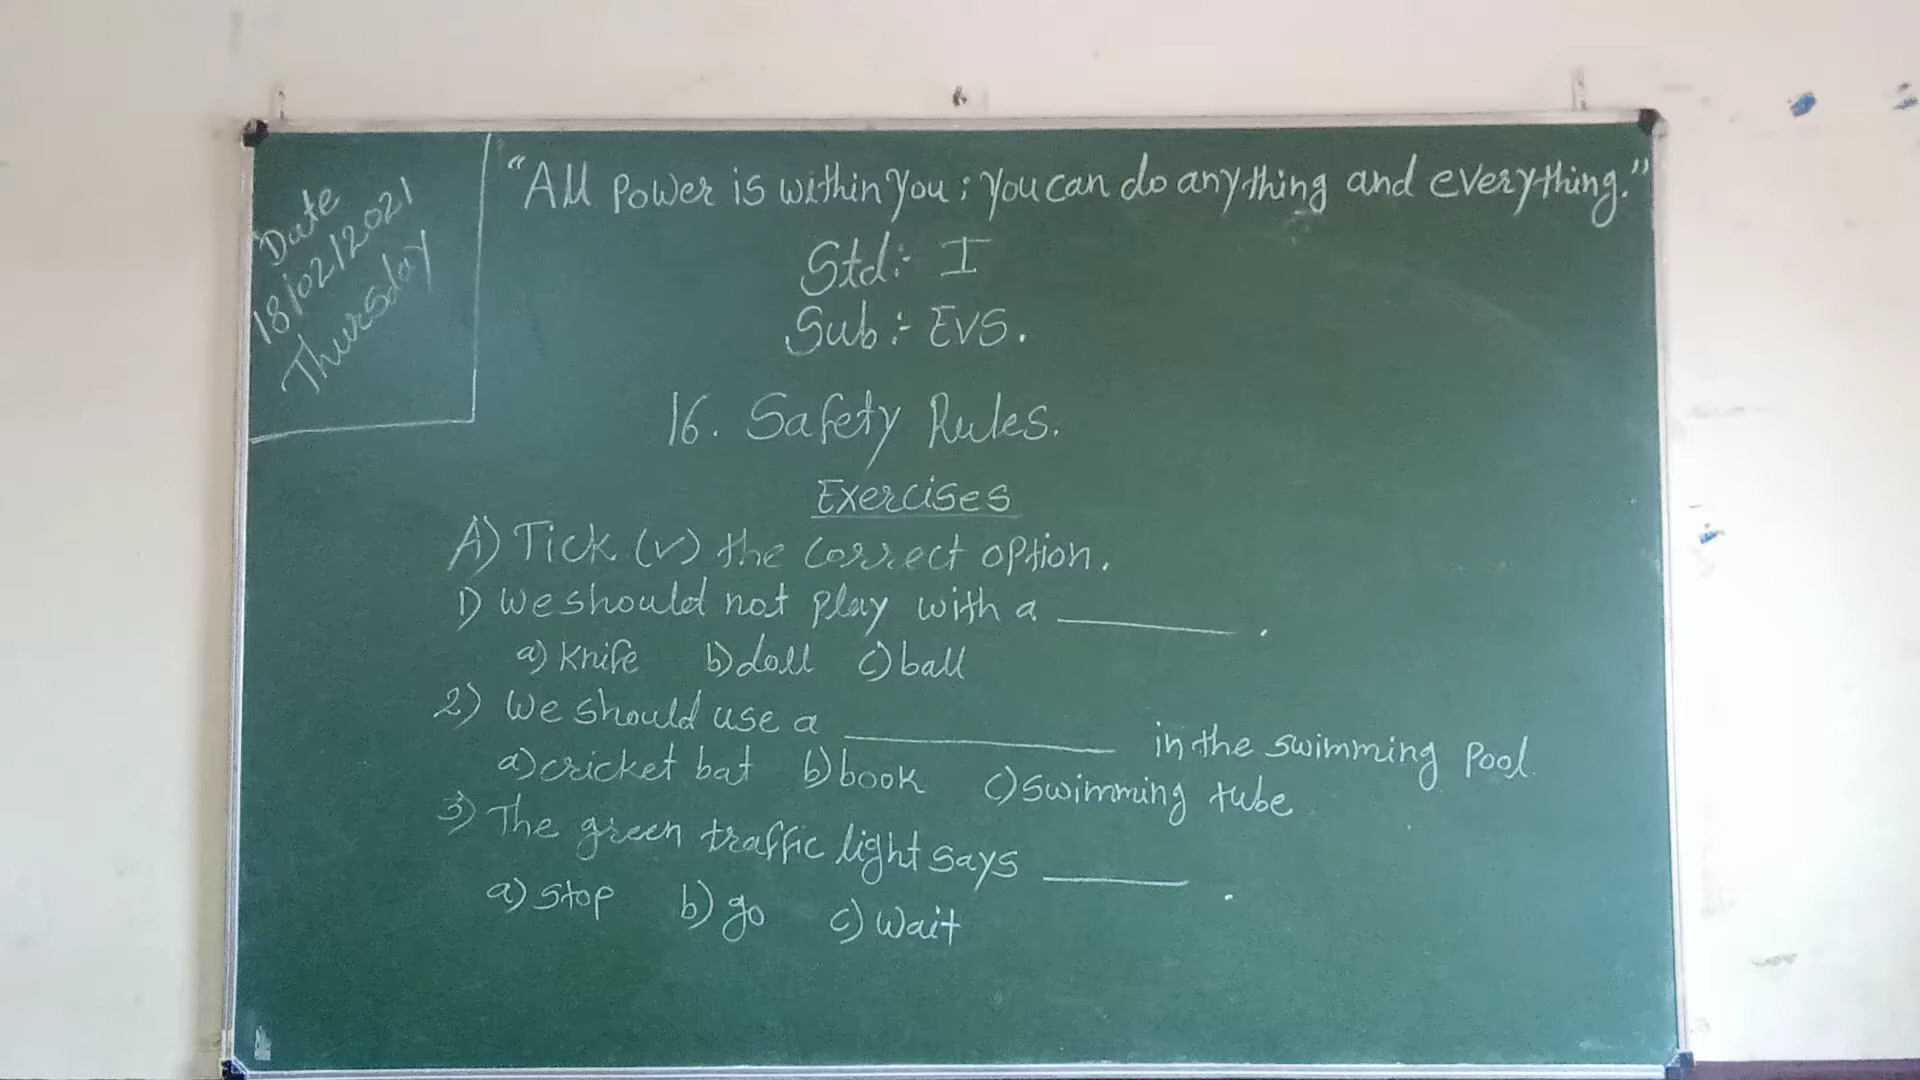 Date
18/02/2021
Thursday
"All Power is within you; you can do anything and everything."
Std:- I
Sub:- EVS.
16. Safety Rules.
Exercises
A) Tick (✓) the correct option.
1) We should not play with a ______.
a) Knife b) doll c) ball
2) We should use a ______ in the swimming Pool.
a) cricket bat b) book c) swimming tube
3) The green traffic light says ______.
a) Stop b) go c) Wait